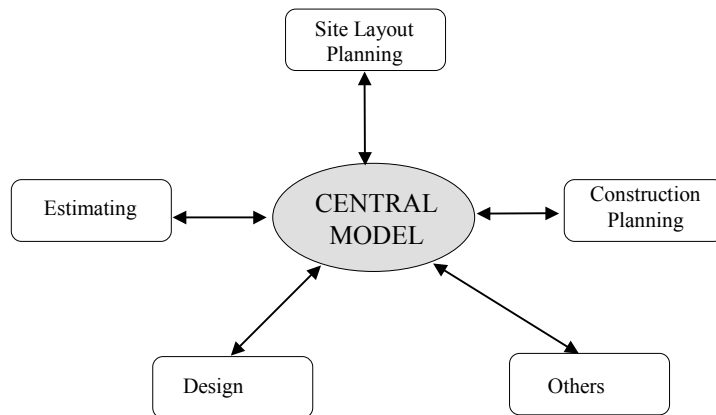 Site Layout
Planning
Estimating
CENTRAL
MODEL
Construction
Planning
Design
Others